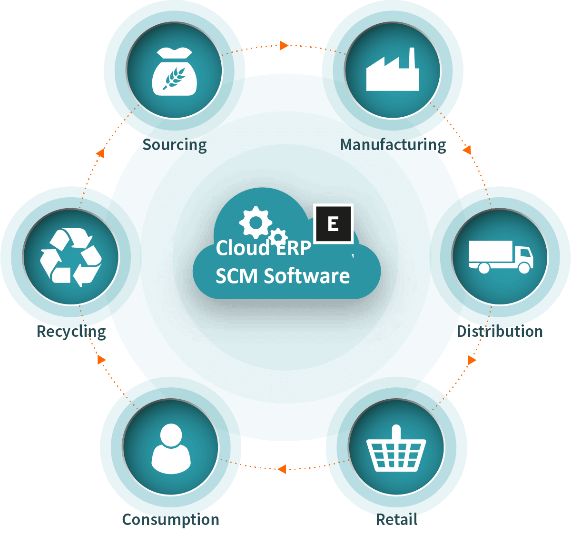 Sourcing
Manufacturing
E
Cloud ERP
SCM Software
Recycling
Distribution
Consumption
Retail